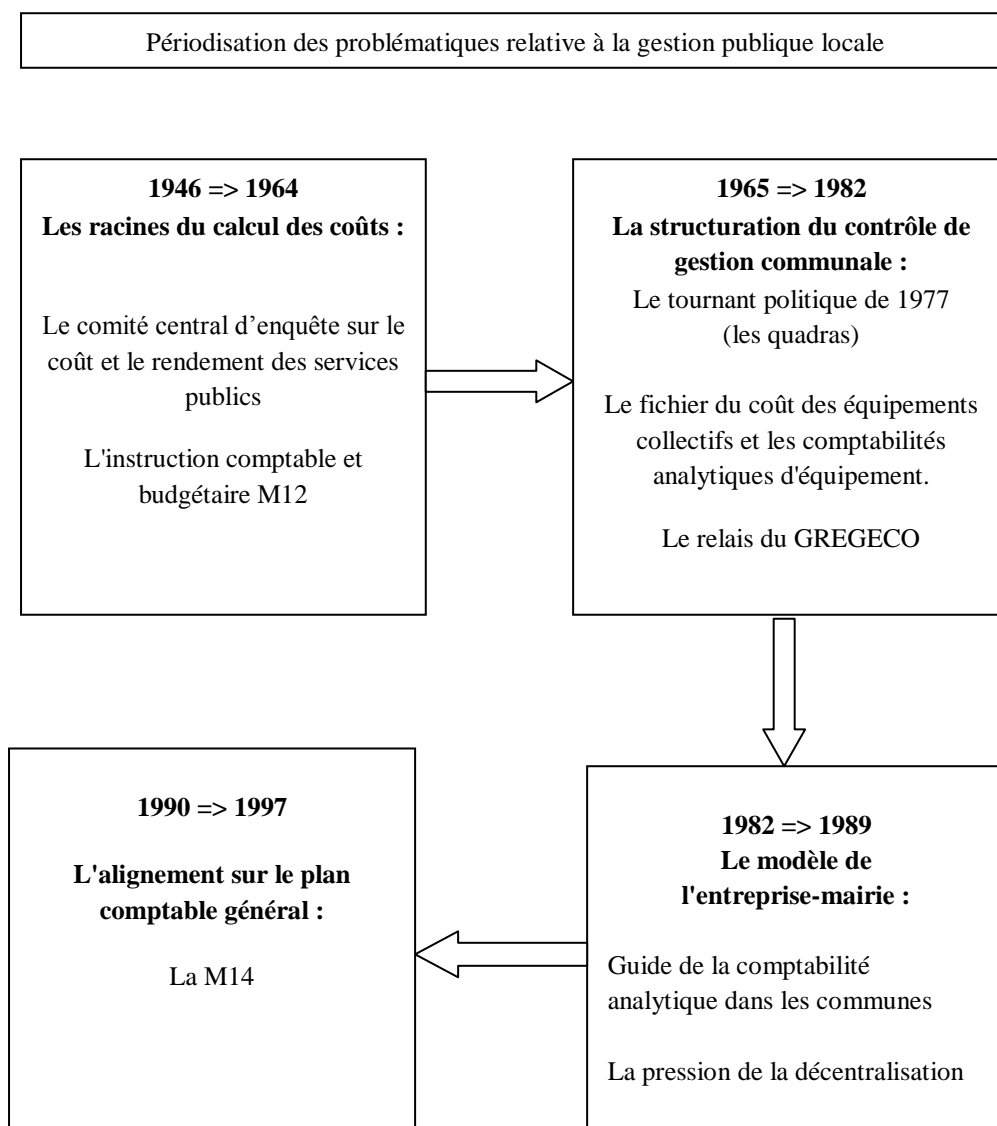 Périodisation des problématiques relative à la gestion publique locale
1946 => 1964
Les racines du calcul des coûts :
Le comité central d’enquête sur le
coût et le rendement des services
publics
L'instruction comptable et
budgétaire M12
1965 => 1982
La structuration du contrôle de
gestion communale :
Le tournant politique de 1977
(les quadras)
Le fichier du coût des équipements
collectifs et les comptabilités
analytiques d'équipement.
Le relais du GREGECO
1982 => 1989
Le modèle de
l'entreprise-mairie :
Guide de la comptabilité
analytique dans les communes
La pression de la décentralisation
1990 => 1997
L'alignement sur le plan
comptable général :
La M14